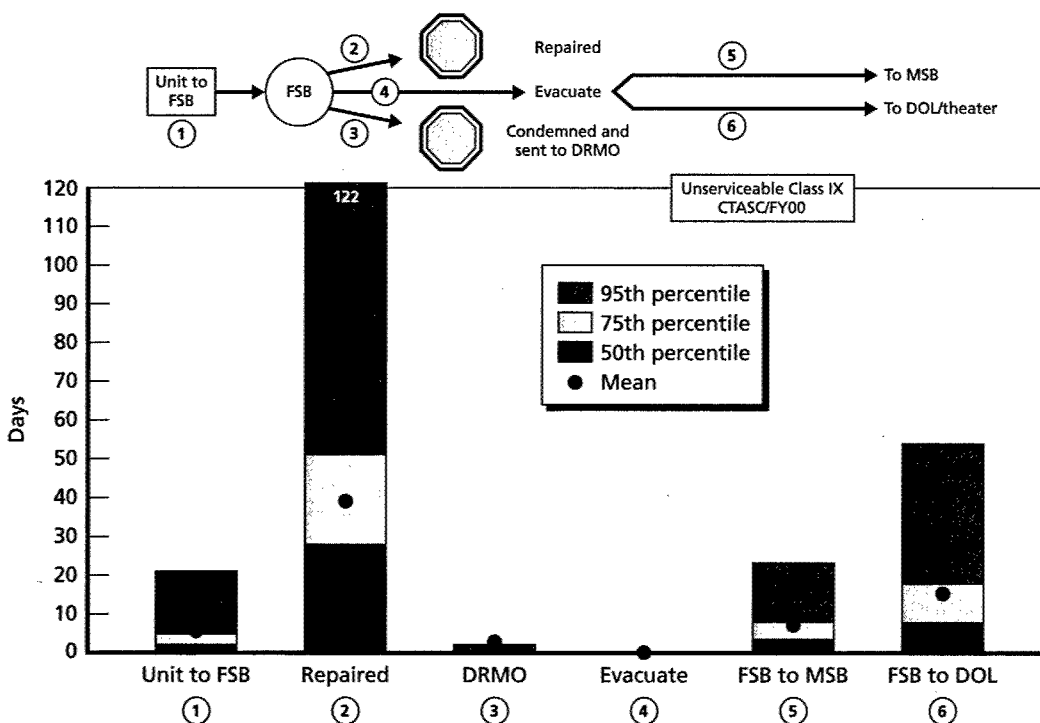 2
Repaired
5
Unit to
FSB
FSB
4
Evacuate
To MSB
To DOL/theater
1
3
Condemned and
sent to DRMO
6
Unserviceable Class IX
CTASC/FY00
120
110
100
90
80
70
60
50
40
30
20
10
0
Days
122
95th percentile
75th percentile
50th percentile
Mean
Unit to FSB
Repaired
DRMO
Evacuate
FSB to MSB
FSB to DOL
1
2
3
4
5
6